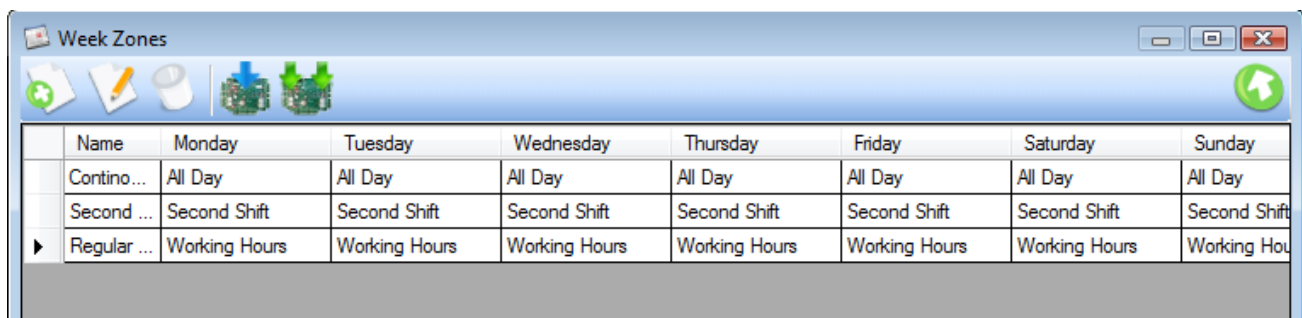 Week Zones
Name Monday Tuesday Wednesday Thursday Friday Saturday Sunday
Contino... All Day All Day All Day All Day All Day All Day All Day
Second ... Second Shift Second Shift Second Shift Second Shift Second Shift Second Shift Second Shift
Regular ... Working Hours Working Hours Working Hours Working Hours Working Hours Working Hours Working Hou